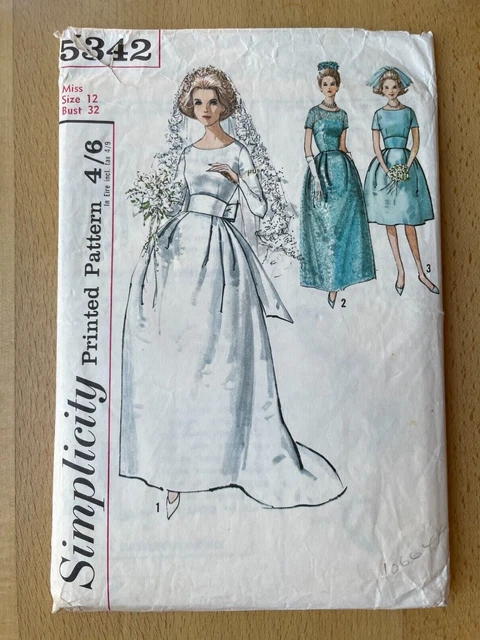 5342
Miss
Size 12
Bust 32
Simplicity Printed Pattern 4/6
In Eire incl. tax 4/9
1
2
3